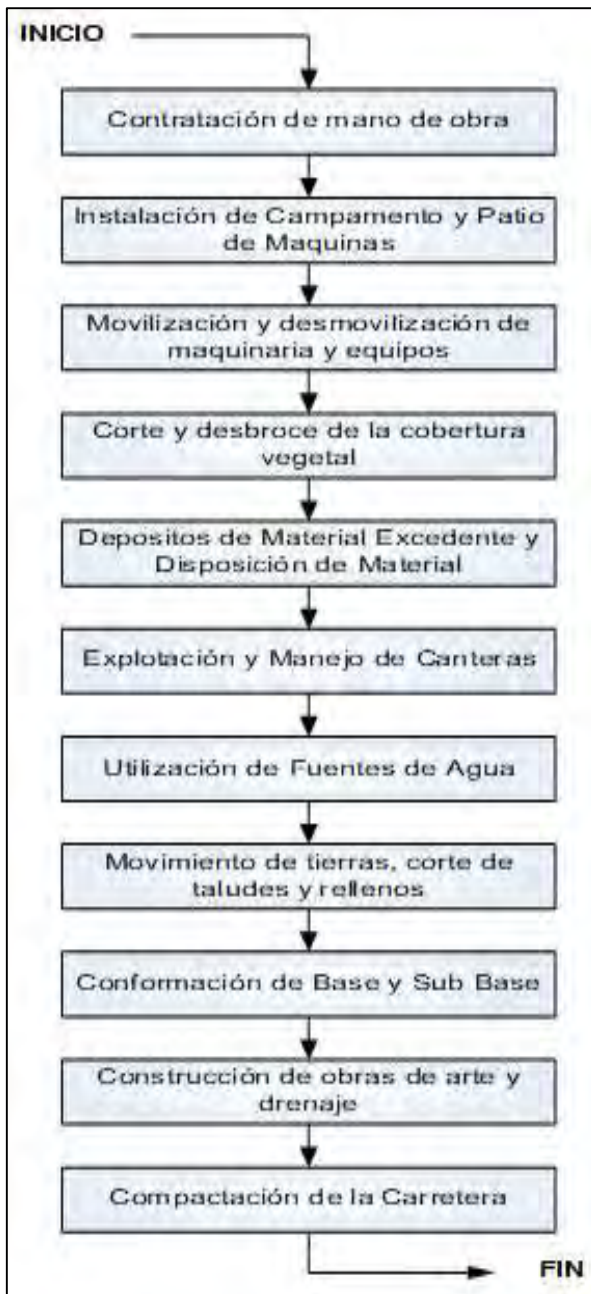 INICIO
Contratación de mano de obra
Instalación de Campamento y Patio
de Maquinas
Movilización y desmovilización de
maquinaria y equipos
Corte y desbroce de la cobertura
vegetal
Depositos de Material Excedente y
Disposición de Material
Explotación y Manejo de Canteras
Utilización de Fuentes de Agua
Movimiento de tierras, corte de
taludes y rellenos
Conformación de Base y Sub Base
Construcción de obras de arte y
drenaje
Compactación de la Carretera
FIN